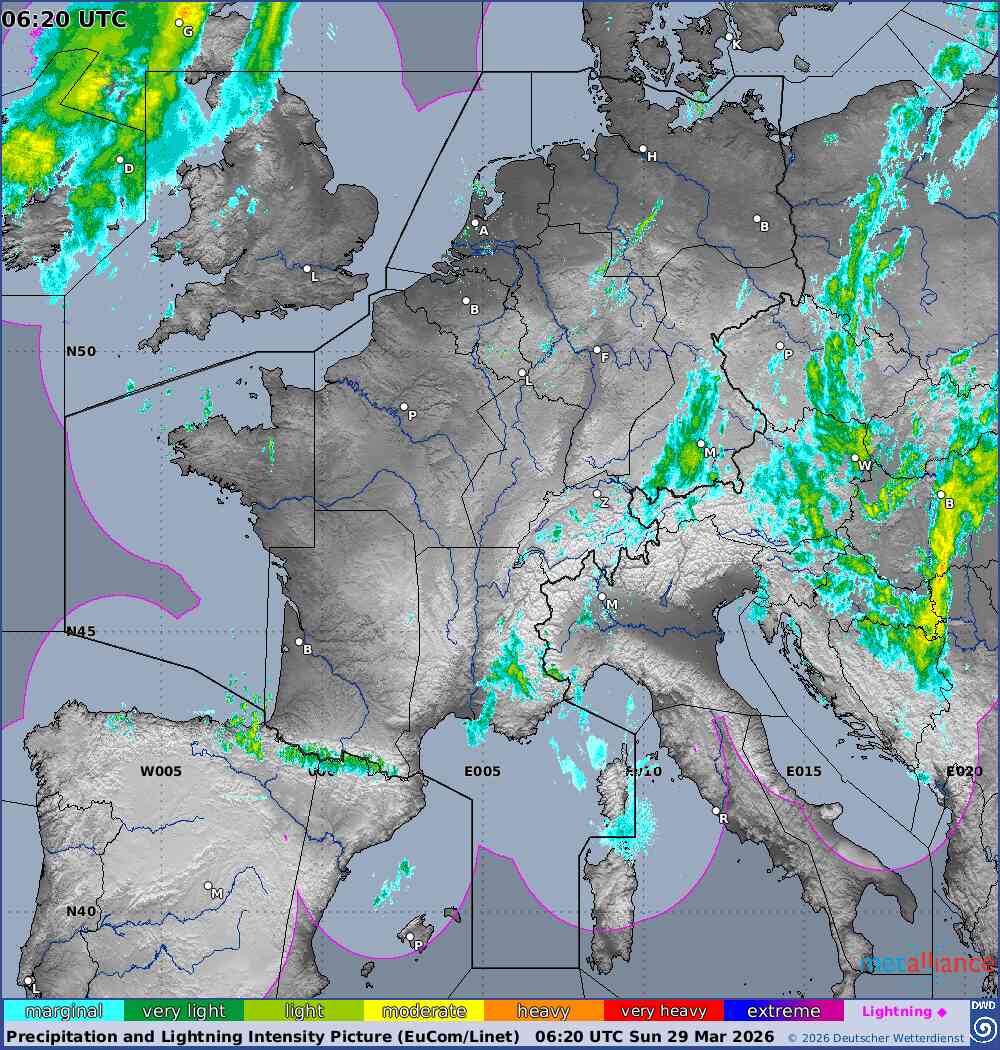 06:20 UTC
G
K
D
H
A
B
L
B
N50
F
P
L
P
M
W
Z
B
M
N45
B
W005
E005
E010
E015
E020
R
M
N40
P
L
metalliance
marginal very light light moderate heavy very heavy extreme Lightning ◆
DWD
Precipitation and Lightning Intensity Picture (EuCom/Linet) 06:20 UTC Sun 29 Mar 2026 © 2026 Deutscher Wetterdienst